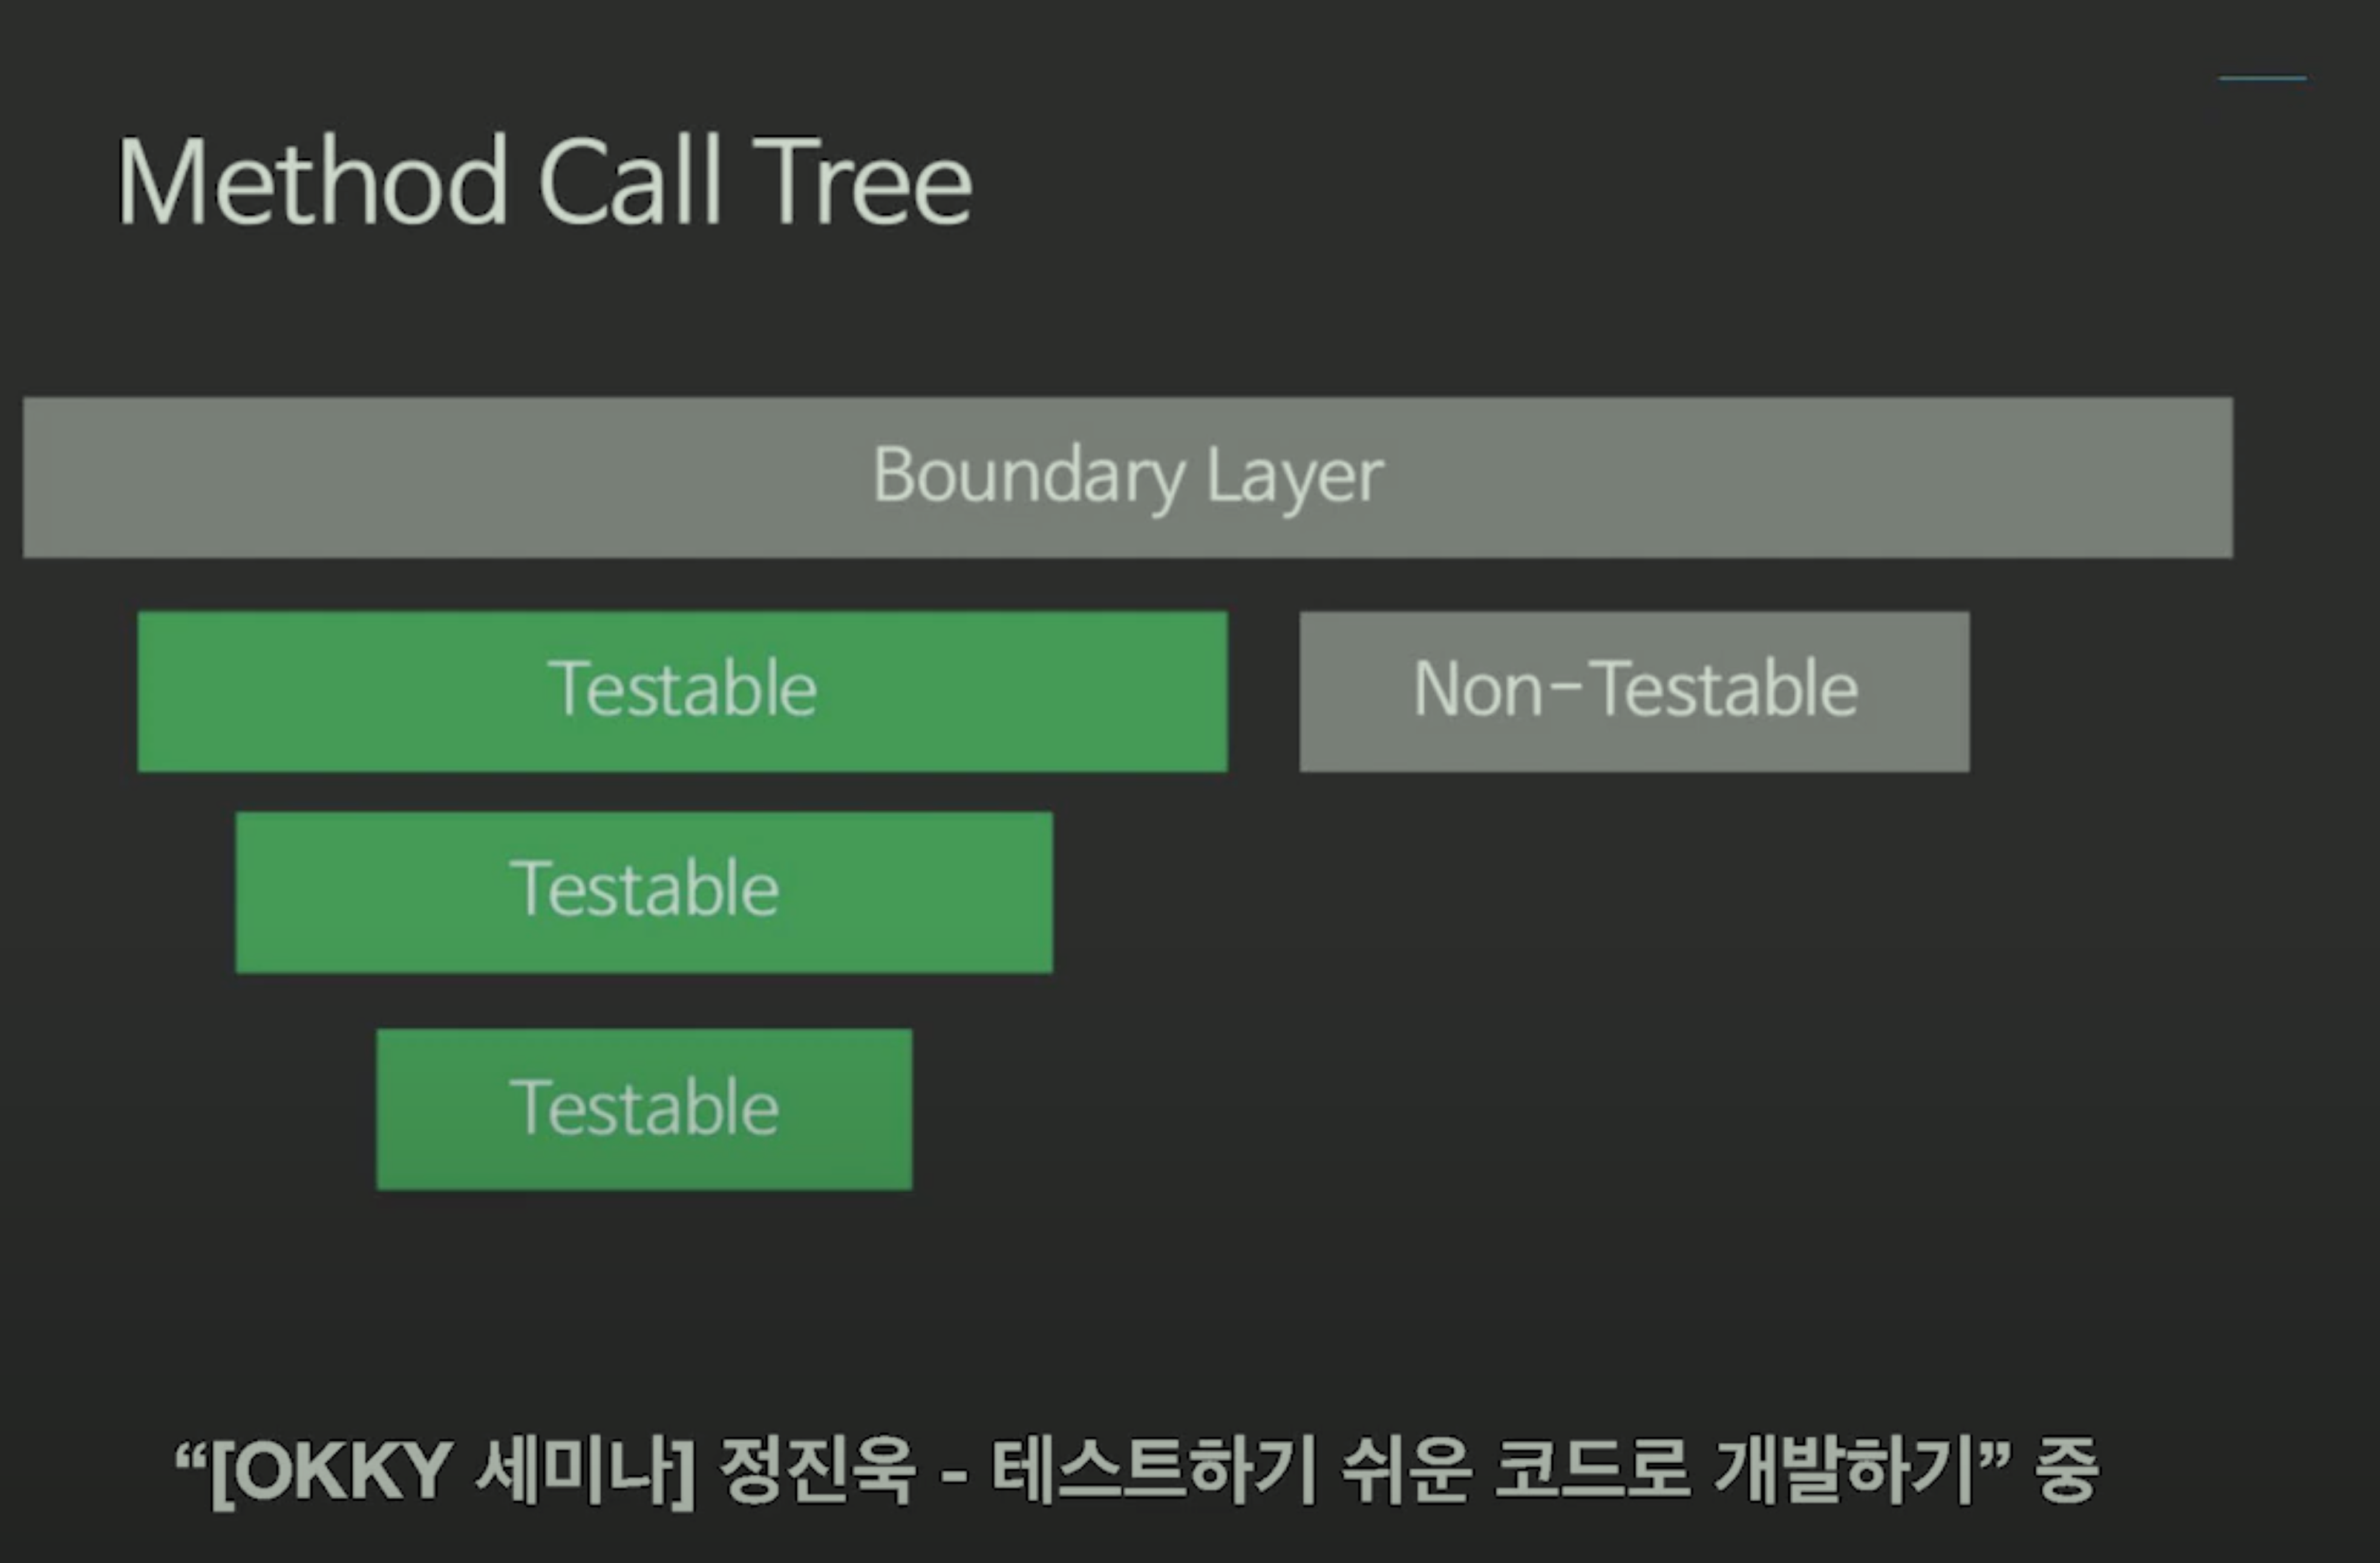 Method Call Tree
Boundary Layer
Testable
Non-Testable
Testable
Testable
“[OKKY 세미나] 정진욱 - 테스트하기 쉬운 코드로 개발하기” 중